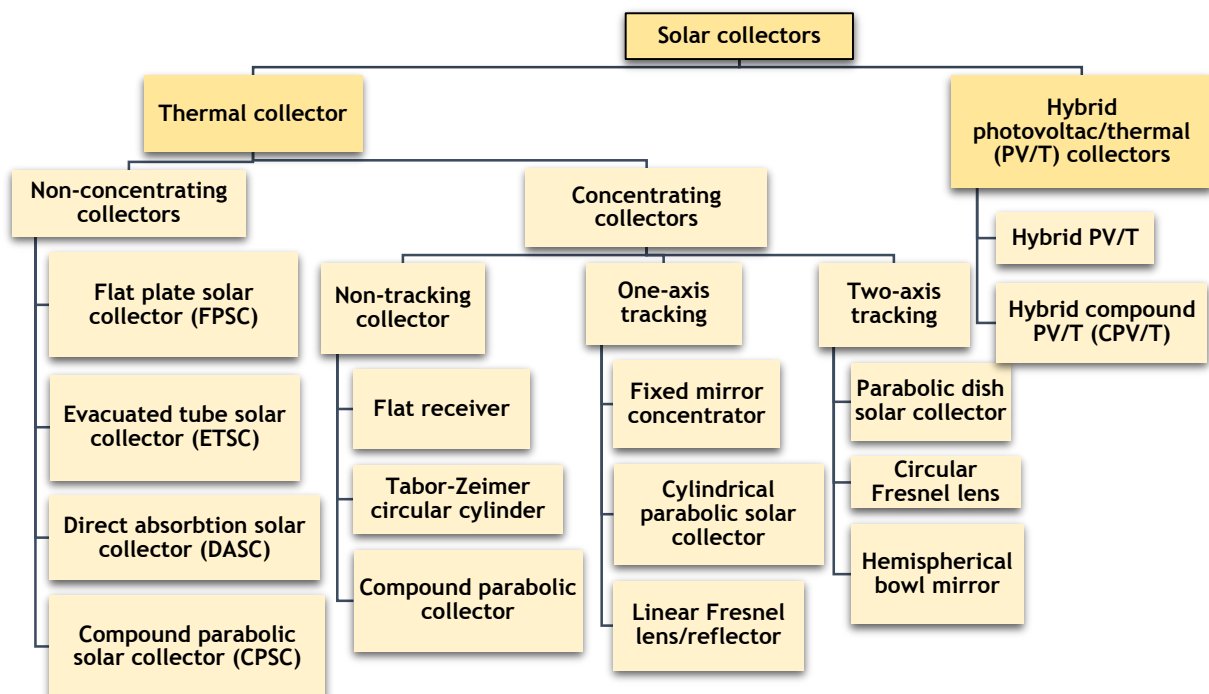 Solar collectors
Thermal collector
Hybrid
photovoltac/thermal
(PV/T) collectors
Non-concentrating
collectors
Concentrating
collectors
Hybrid PV/T
Hybrid compound
PV/T (CPV/T)
Flat plate solar
collector (FPSC)
Evacuated tube solar
collector (ETSC)
Direct absorbtion solar
collector (DASC)
Compound parabolic
solar collector (CPSC)
Non-tracking
collector
Flat receiver
Tabor-Zeimer
circular cylinder
Compound parabolic
collector
One-axis
tracking
Fixed mirror
concentrator
Cylindrical
parabolic solar
collector
Linear Fresnel
lens/reflector
Two-axis
tracking
Parabolic dish
solar collector
Circular
Fresnel lens
Hemispherical
bowl mirror